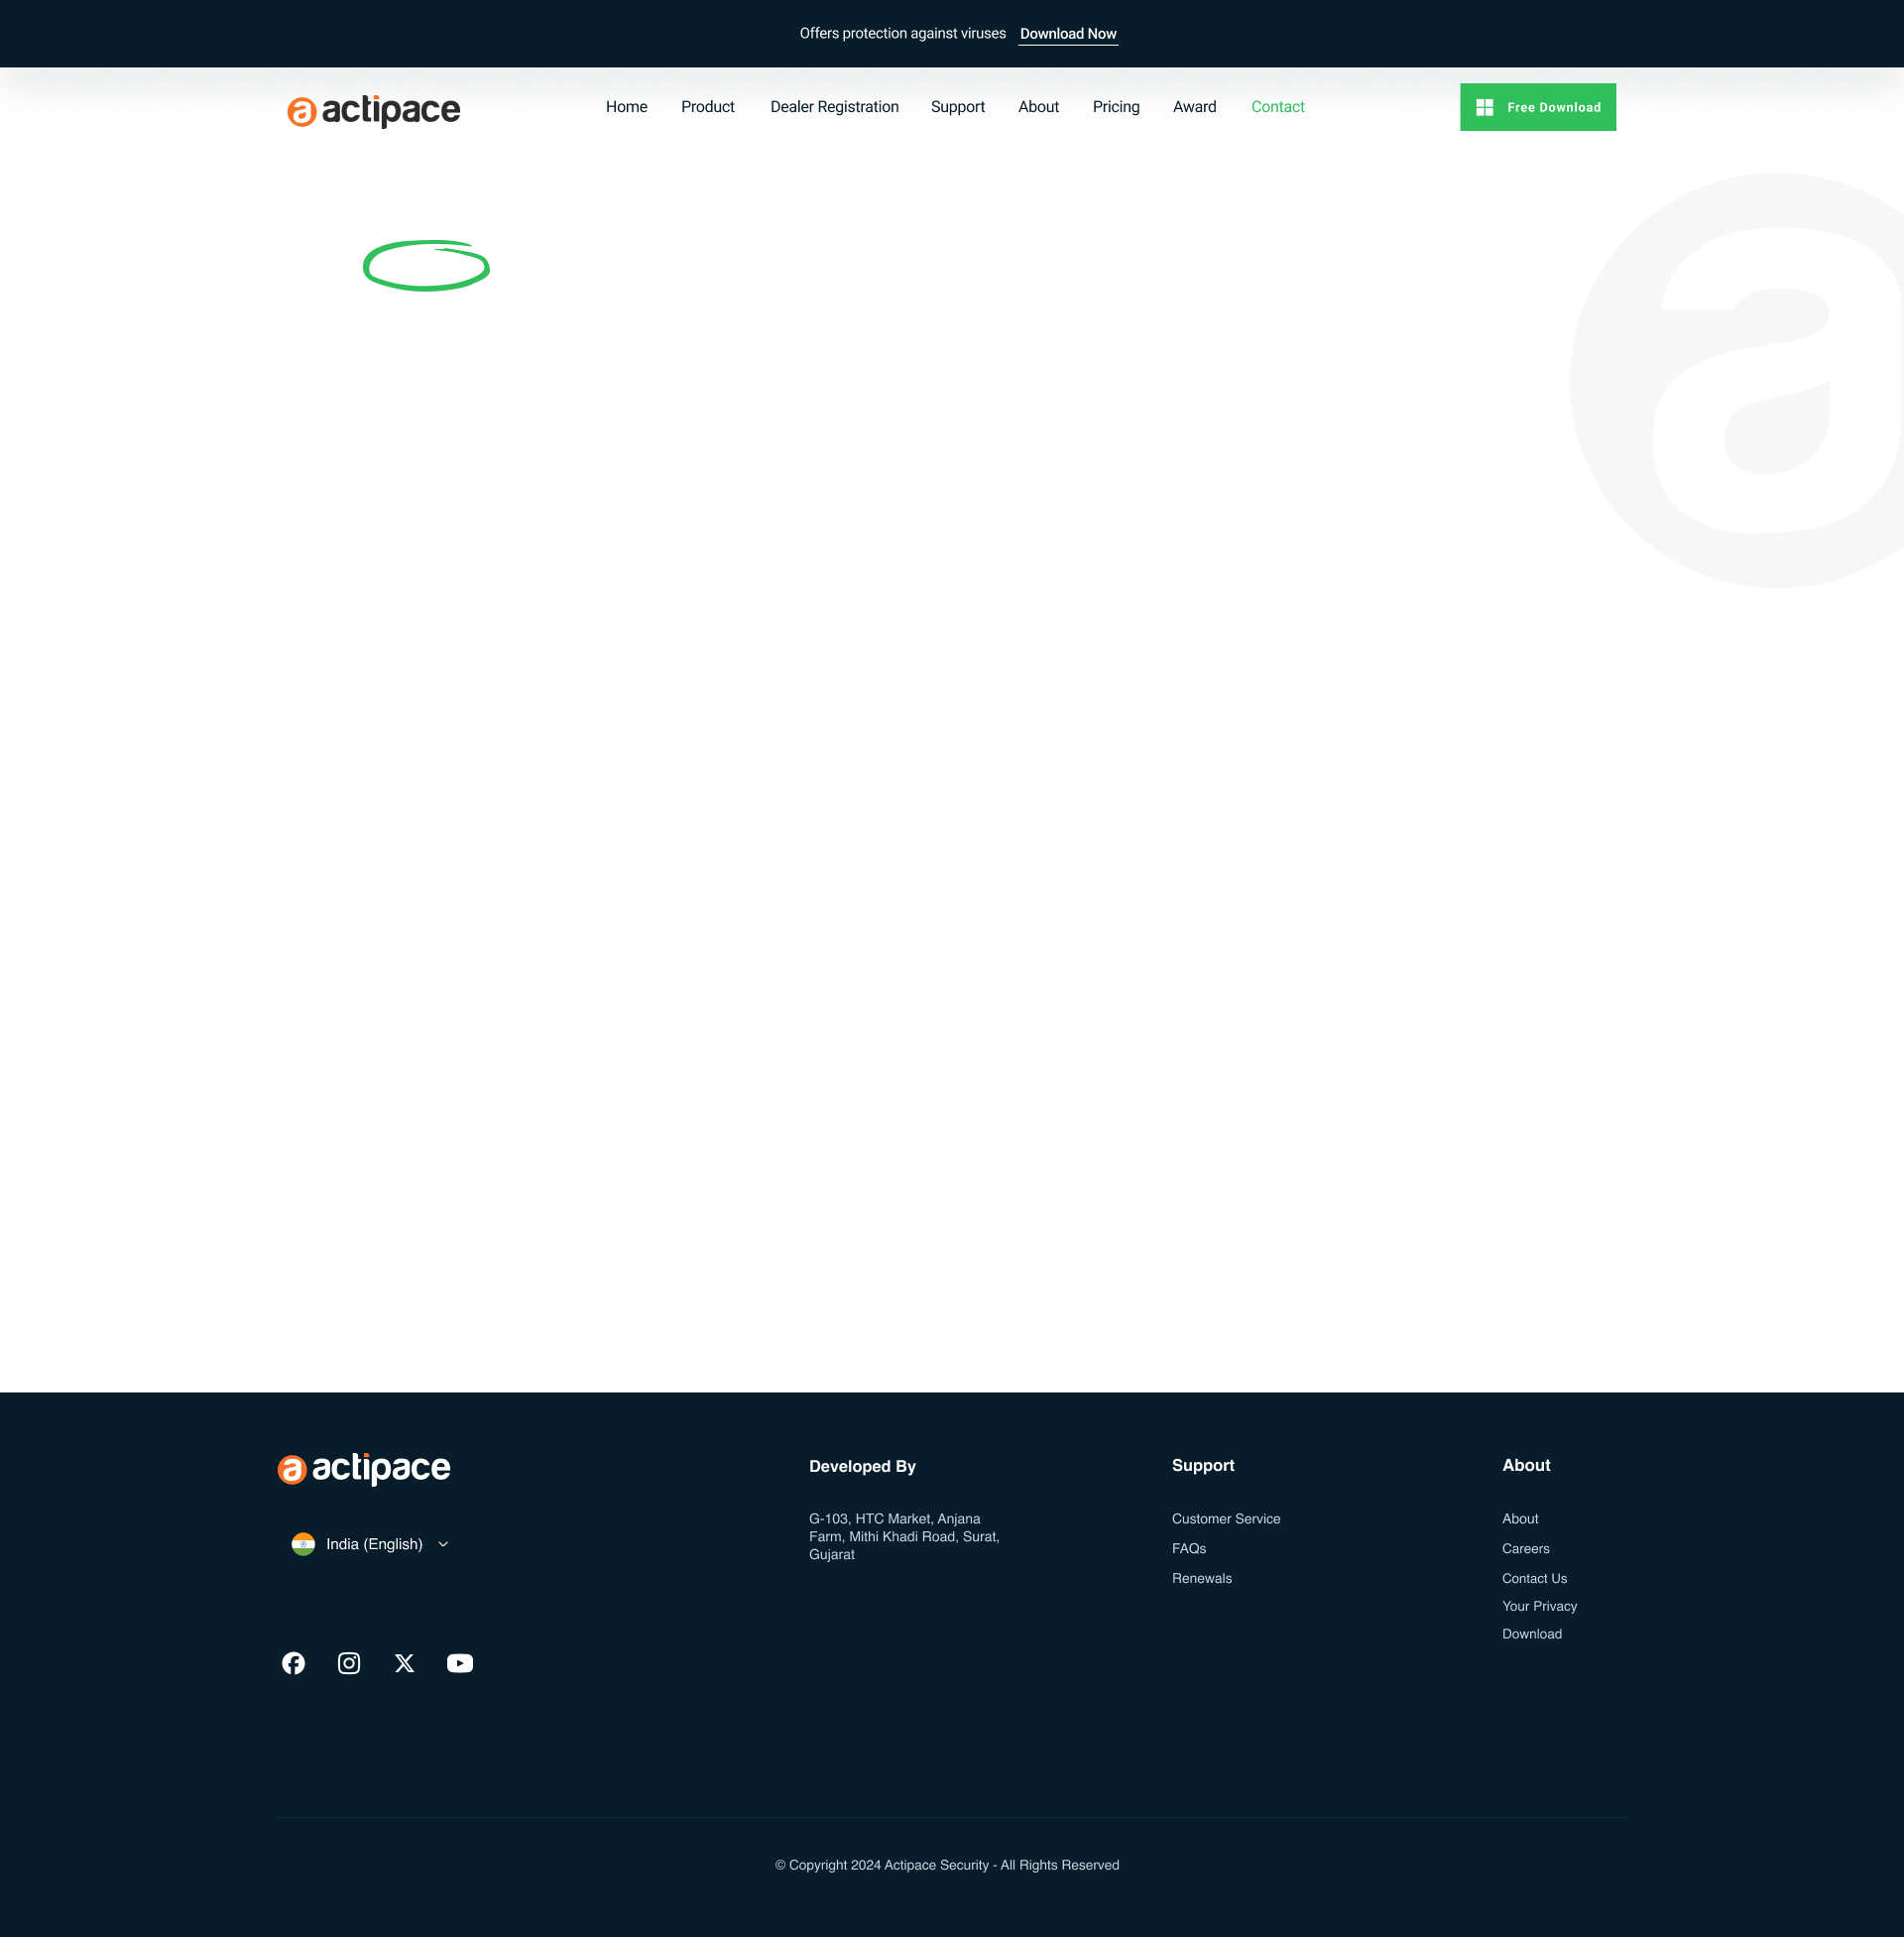 Offers protection against viruses Download Now
actipace
Home Product Dealer Registration Support About Pricing Award Contact
Free Download
actipace
India (English)
Developed By
G-103, HTC Market, Anjana
Farm, Mithi Khadi Road, Surat,
Gujarat
Support
Customer Service
FAQs
Renewals
About
About
Careers
Contact Us
Your Privacy
Download
© Copyright 2024 Actipace Security - All Rights Reserved